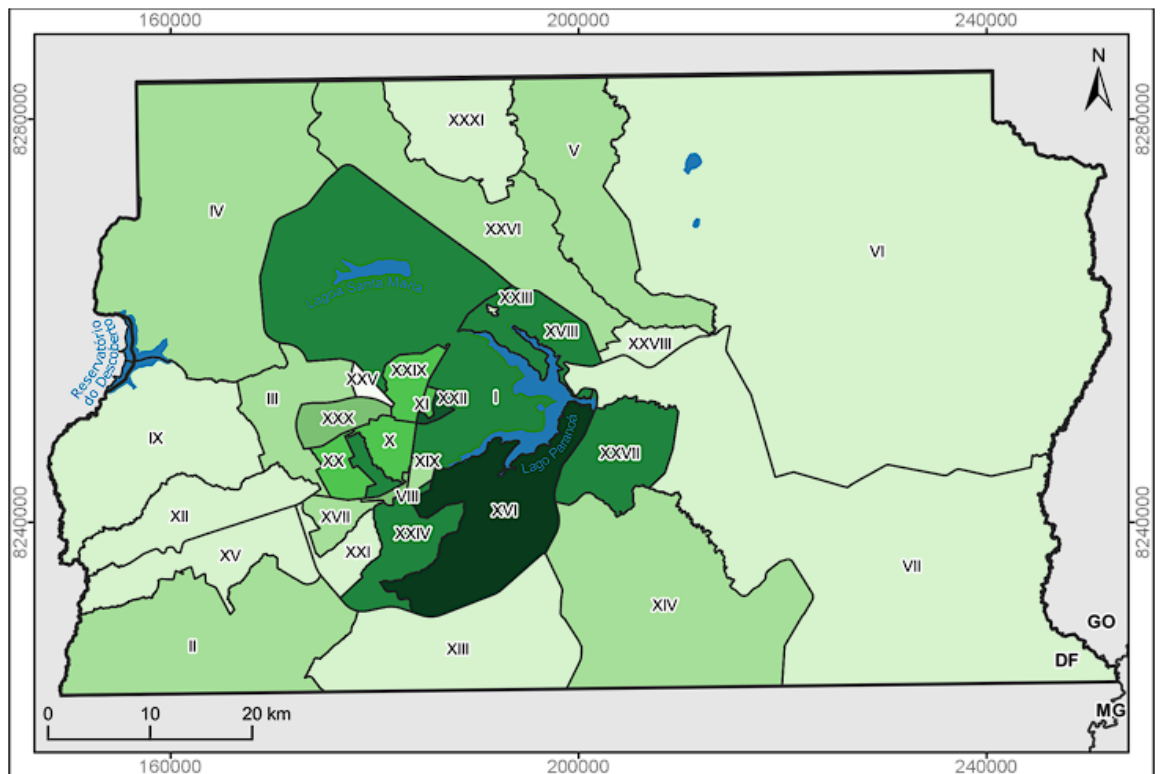 160000
200000
240000
N
8280000
8280000
XXXI
V
IV
XXVI
VI
Lagoa Santo Maria
XXIII
XVIII
XXVIII
Reservatório
do Descoberto
XXV
XXIX
III
XI
XXII
I
XXX
IX
X
XX
XIX
Lago Paranoá
XXVII
VIII
XII
XVII
XVI
8240000
8240000
XXIV
XV
XXI
VII
XIV
GO
II
XIII
DF
MG
0
10
20 km
160000
200000
240000